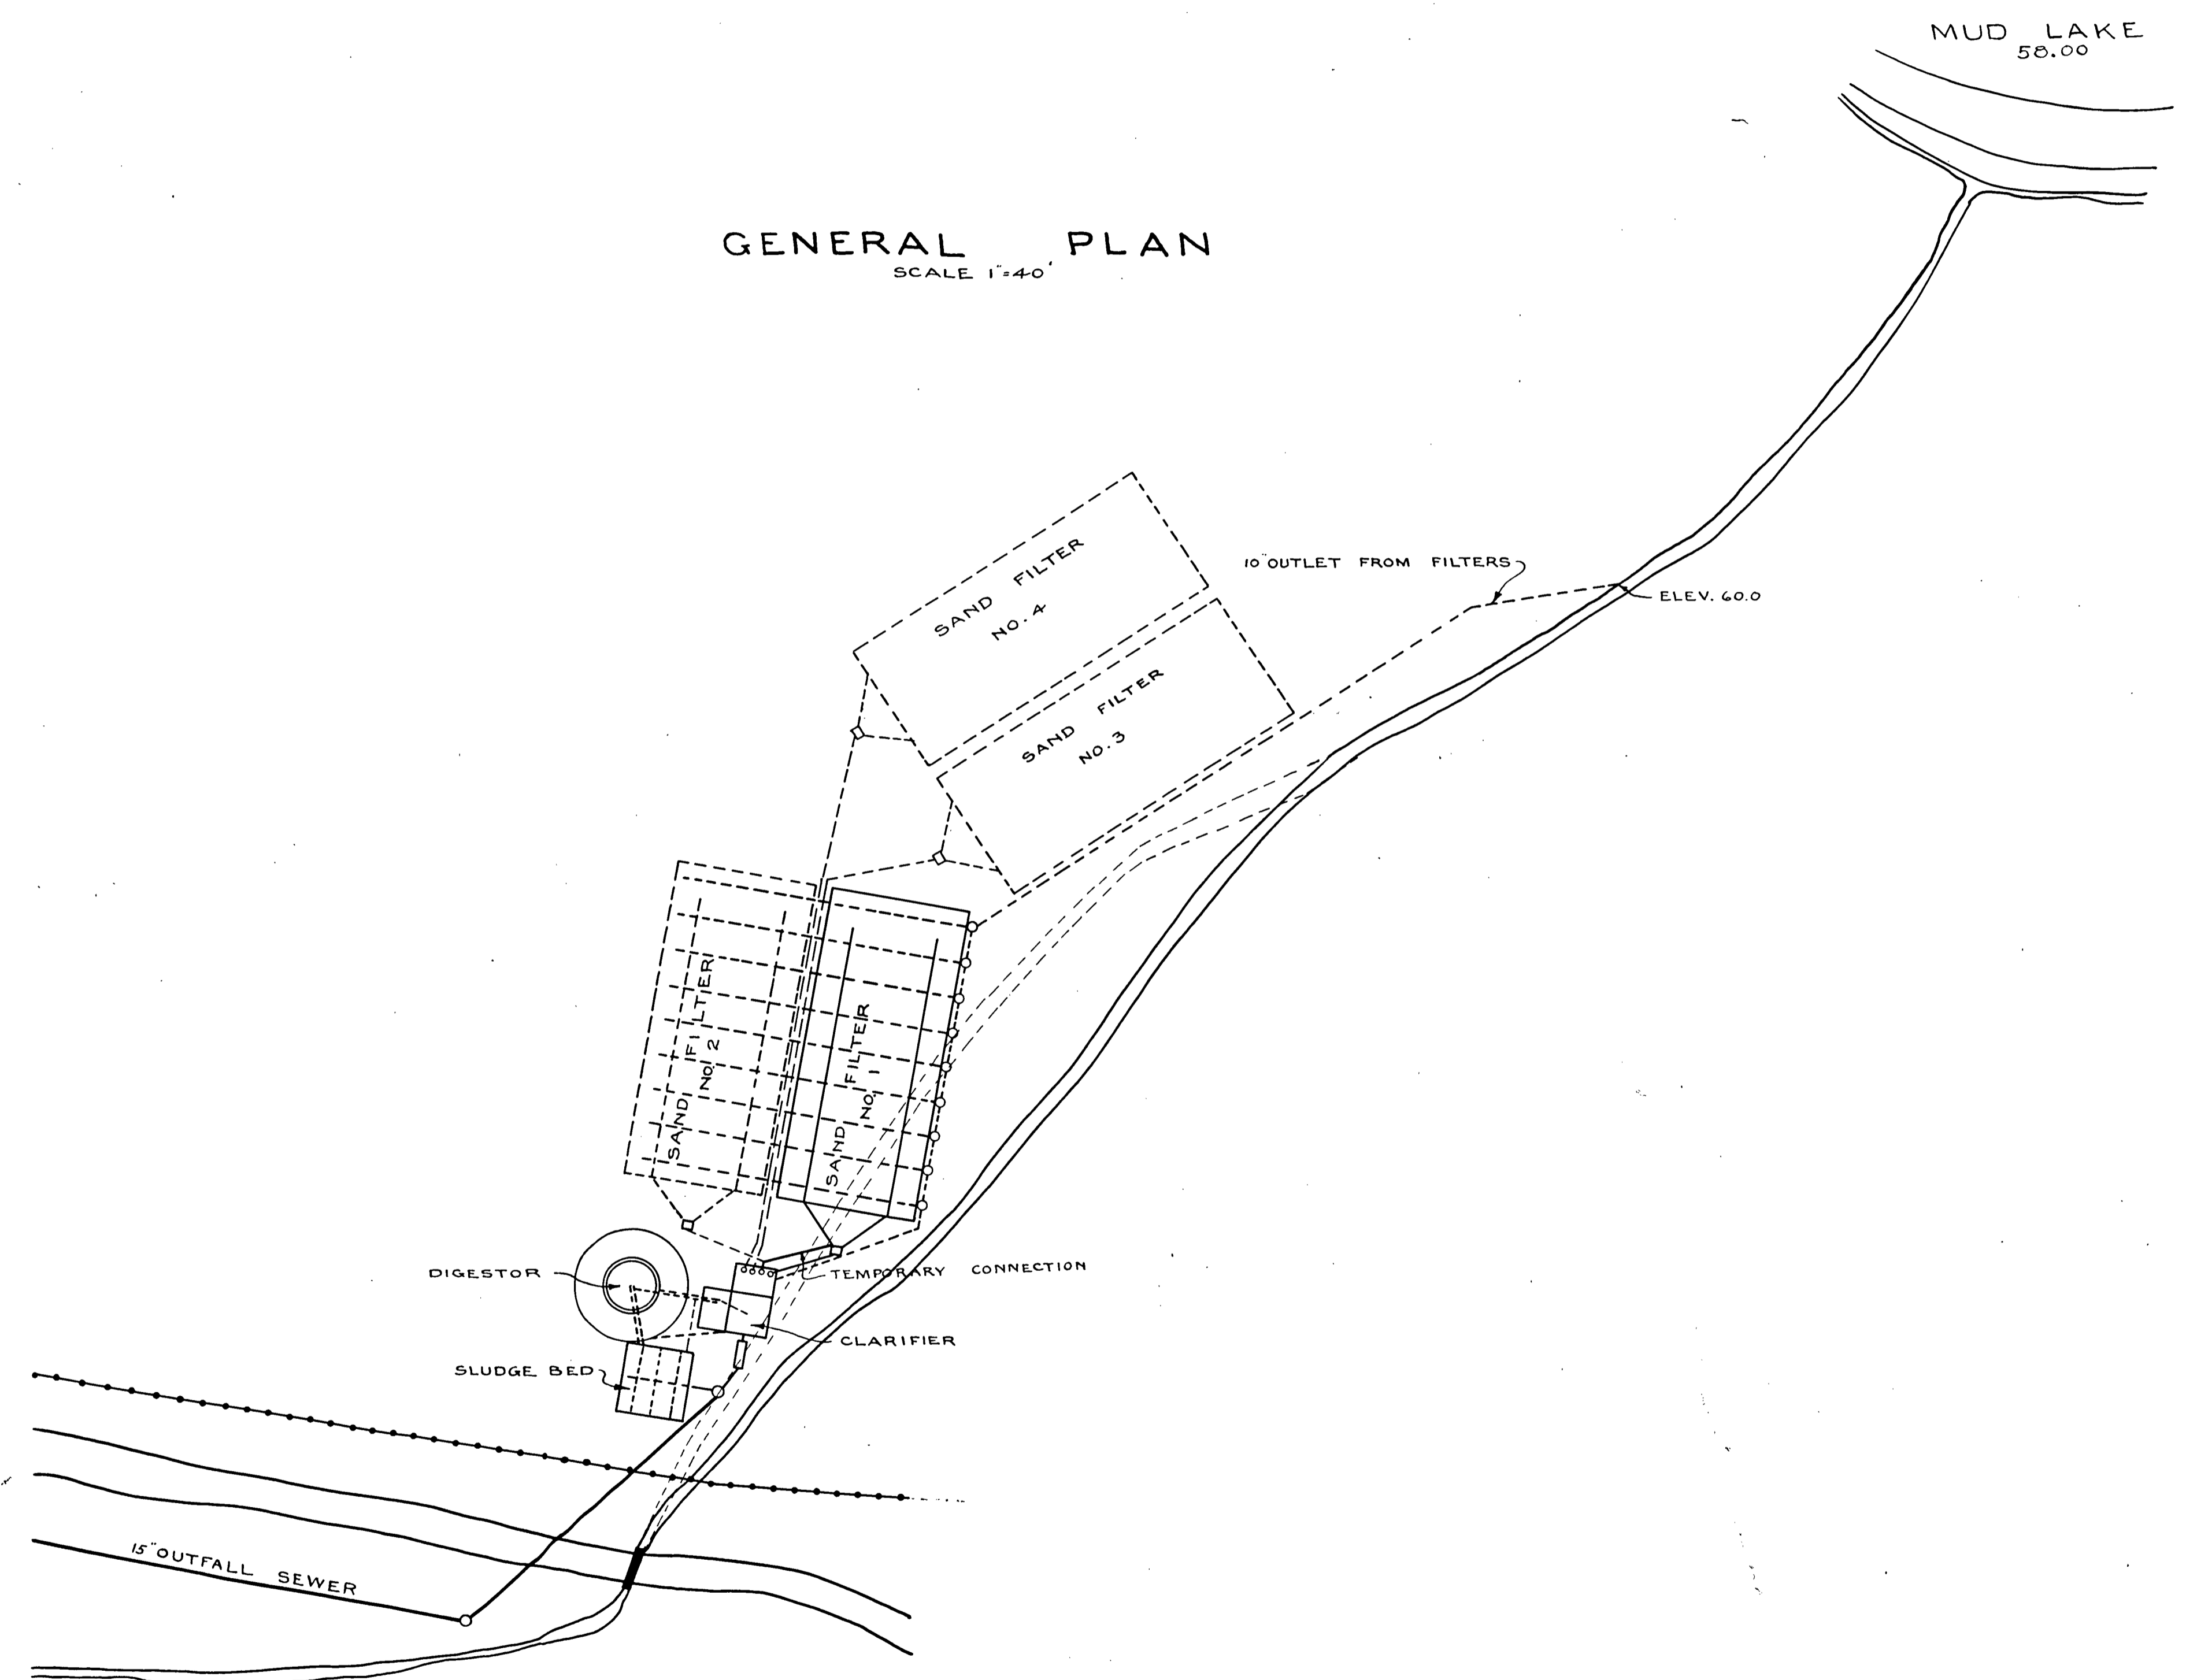 MUD LAKE
58.00
GENERAL PLAN
SCALE 1"=40'
SAND FILTER
NO. 4
10" OUTLET FROM FILTERS
ELEV. 60.0
SAND FILTER
NO. 3
SAND FILTER
NO. 2
SAND FILTER
NO. 1
DIGESTOR
TEMPORARY CONNECTION
CLARIFIER
SLUDGE BED
15" OUTFALL SEWER